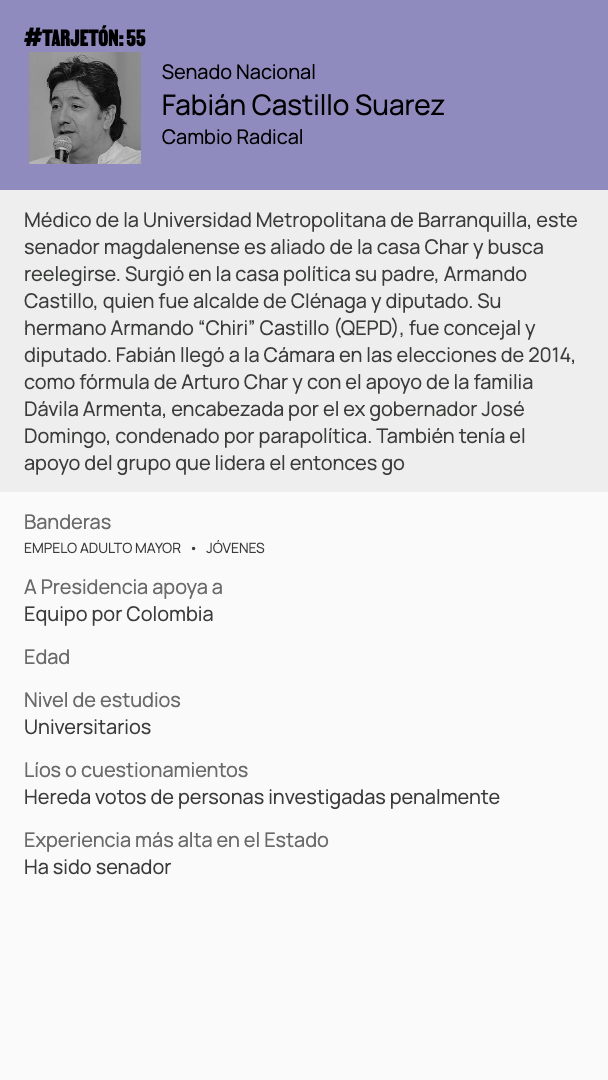 #TARJETÓN: 55
Senado Nacional
Fabián Castillo Suarez
Cambio Radical
Médico de la Universidad Metropolitana de Barranquilla, este
senador magdalenense es aliado de la casa Char y busca
reelegirse. Surgió en la casa política su padre, Armando
Castillo, quien fue alcalde de Clénaga y diputado. Su
hermano Armando “Chiri” Castillo (QEPD), fue concejal y
diputado. Fabián llegó a la Cámara en las elecciones de 2014,
como fórmula de Arturo Char y con el apoyo de la familia
Dávila Armenta, encabezada por el ex gobernador José
Domingo, condenado por parapolítica. También tenía el
apoyo del grupo que lidera el entonces go
Banderas
EMPELO ADULTO MAYOR • JÓVENES
A Presidencia apoya a
Equipo por Colombia
Edad
Nivel de estudios
Universitarios
Líos o cuestionamientos
Hereda votos de personas investigadas penalmente
Experiencia más alta en el Estado
Ha sido senador